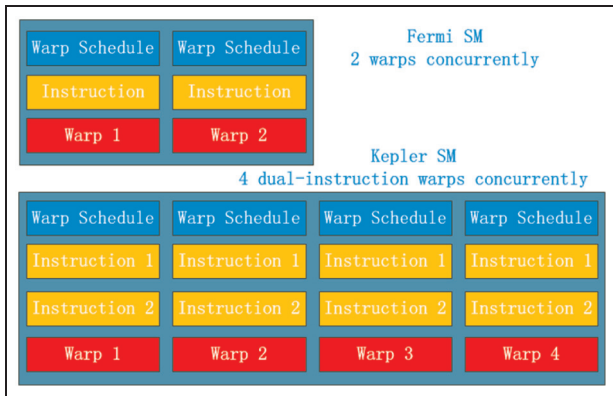 Warp Schedule Warp Schedule
Instruction Instruction
Warp 1 Warp 2
Fermi SM
2 warps concurrently
Kepler SM
4 dual-instruction warps concurrently
Warp Schedule Warp Schedule Warp Schedule Warp Schedule
Instruction 1 Instruction 1 Instruction 1 Instruction 1
Instruction 2 Instruction 2 Instruction 2 Instruction 2
Warp 1 Warp 2 Warp 3 Warp 4